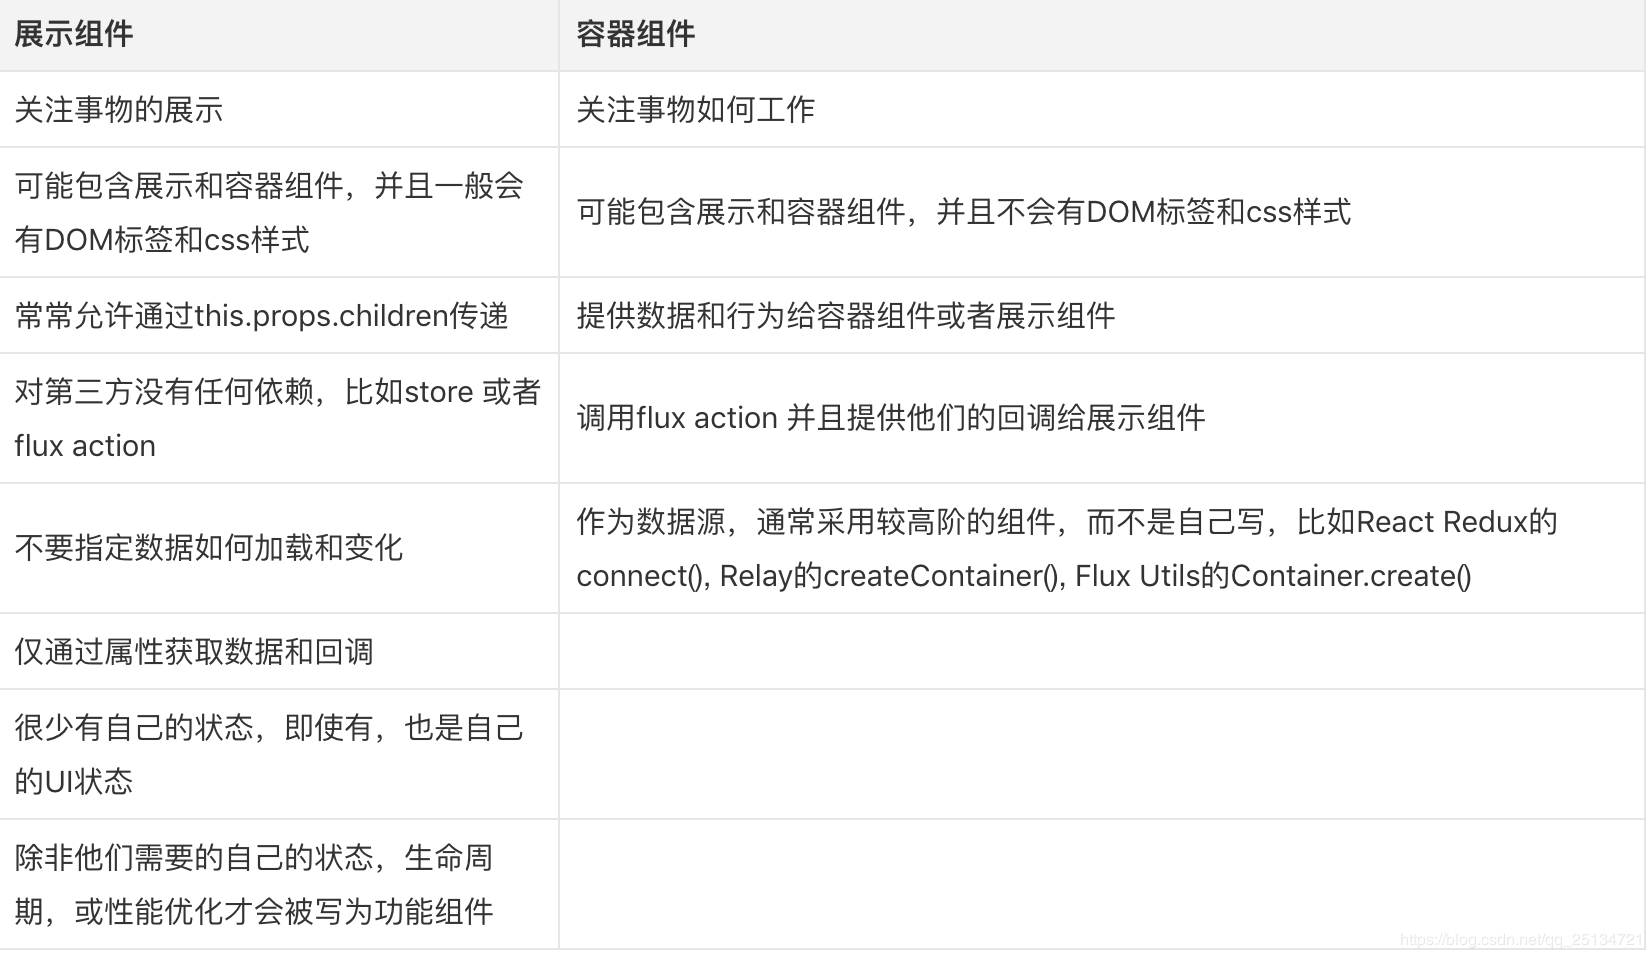 展示组件
容器组件
关注事物的展示
关注事物如何工作
可能包含展示和容器组件，并且一般会
有DOM标签和css样式
可能包含展示和容器组件，并且不会有DOM标签和css样式
常常允许通过this.props.children传递
提供数据和行为给容器组件或者展示组件
对第三方没有任何依赖，比如store 或者
flux action
调用flux action 并且提供他们的回调给展示组件
不要指定数据如何加载和变化
作为数据源，通常采用较高阶的组件，而不是自己写，比如React Redux的
connect(), Relay的createContainer(), Flux Utils的Container.create()
仅通过属性获取数据和回调
很少有自己的状态，即使有，也是自己
的UI状态
除非他们需要的自己的状态，生命周
期，或性能优化才会被写为功能组件
https://blog.csdn.net/qq_25134721